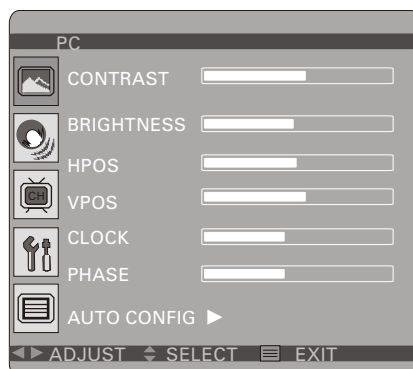 PC
CONTRAST
BRIGHTNESS
HPOS
CH
VPOS
CLOCK
PHASE
AUTO CONFIG
ADJUST SELECT EXIT